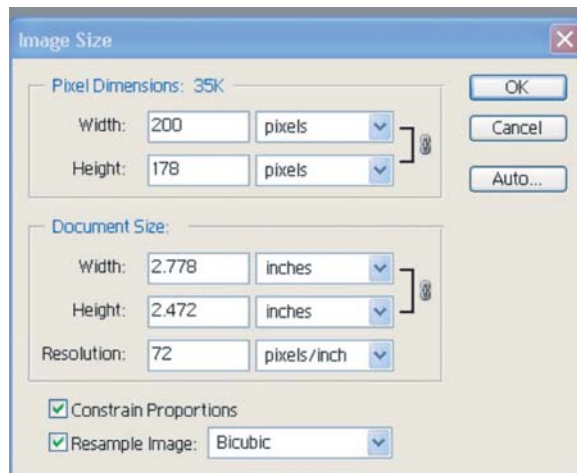 Image Size
Pixel Dimensions: 35K
OK
Width: 200 pixels
Cancel
Height: 178 pixels
Auto...
Document Size:
Width: 2.778 inches
Height: 2.472 inches
Resolution: 72 pixels/inch
Constrain Proportions
Resample Image: Bicubic